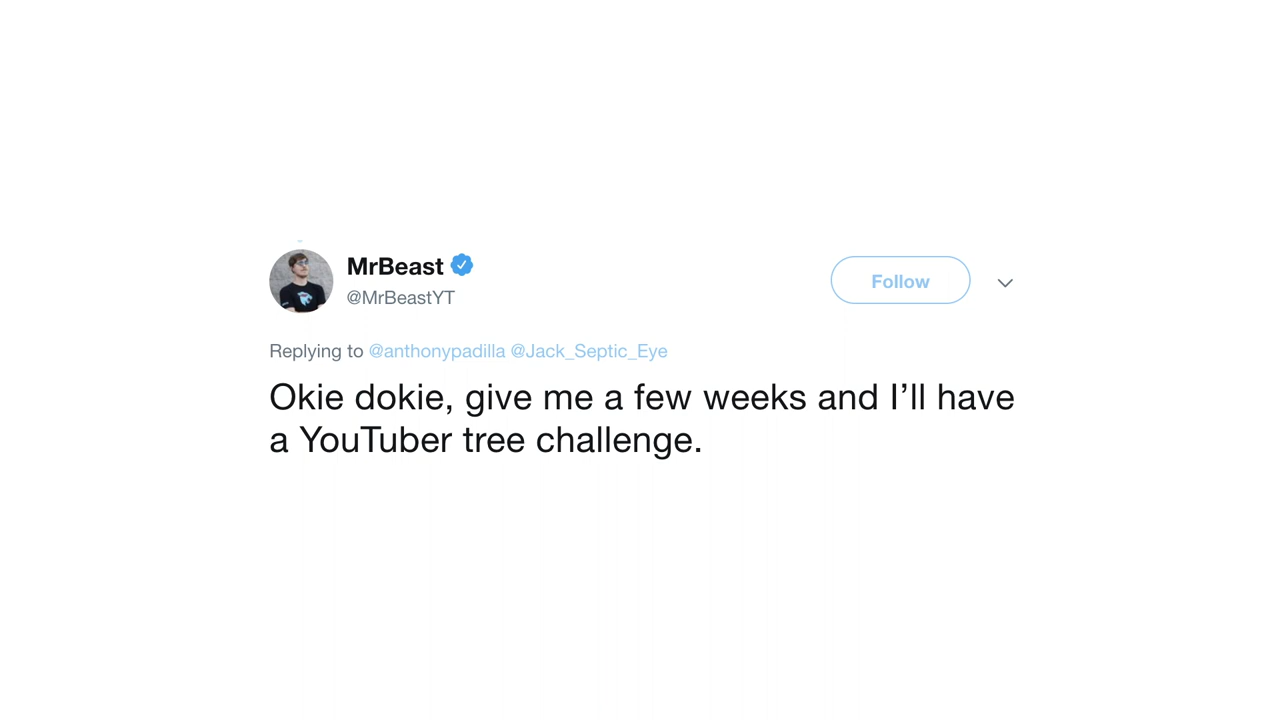 MrBeast
@MrBeastYT
Follow
Replying to @anthonypadilla @Jack_Septic_Eye
Okie dokie, give me a few weeks and I’ll have
a YouTuber tree challenge.